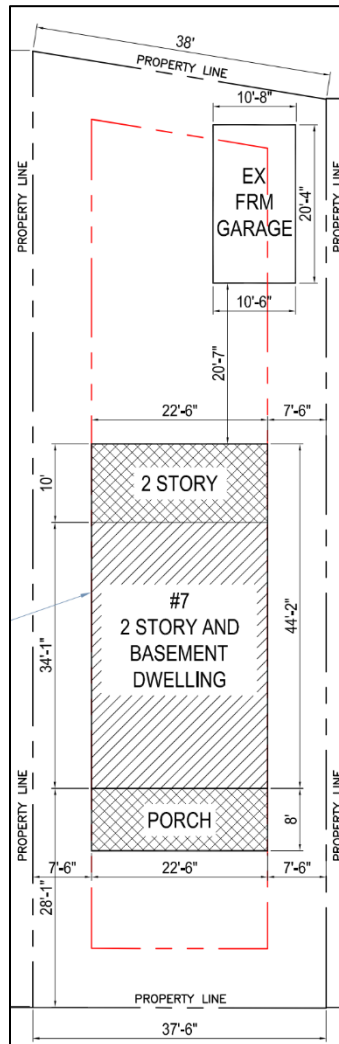 38'
PROPERTY LINE
10'-8"
EX
FRM
GARAGE
20'-4"
PROPERTY LINE
PROPERTY LINE
10'-6"
20'-7"
22'-6"
7'-6"
10'
2 STORY
#7
2 STORY AND
BASEMENT
DWELLING
34'-1"
44'-2"
PORCH
8'
PROPERTY LINE
PROPERTY LINE
7'-6"
22'-6"
7'-6"
28'-1"
PROPERTY LINE
37'-6"